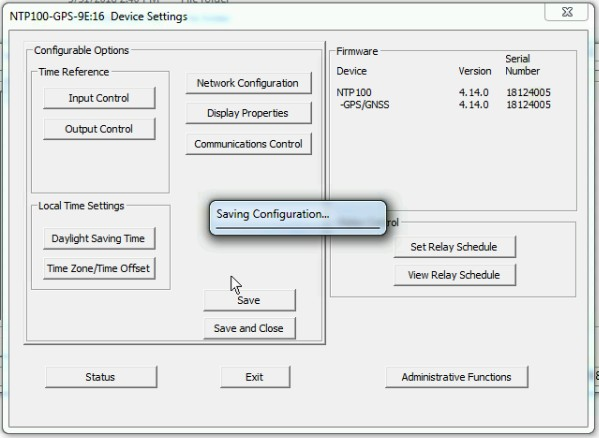 NTP100-GPS-9E:16 Device Settings
Configurable Options
Time Reference
Input Control
Output Control
Network Configuration
Display Properties
Communications Control
Local Time Settings
Daylight Saving Time
Time Zone/Time Offset
Saving Configuration...
Save
Save and Close
Firmware
Device Version Serial Number
NTP100 4.14.0 18124005
-GPS/GNSS 4.14.0 18124005
Set Relay Schedule
View Relay Schedule
Status
Exit
Administrative Functions